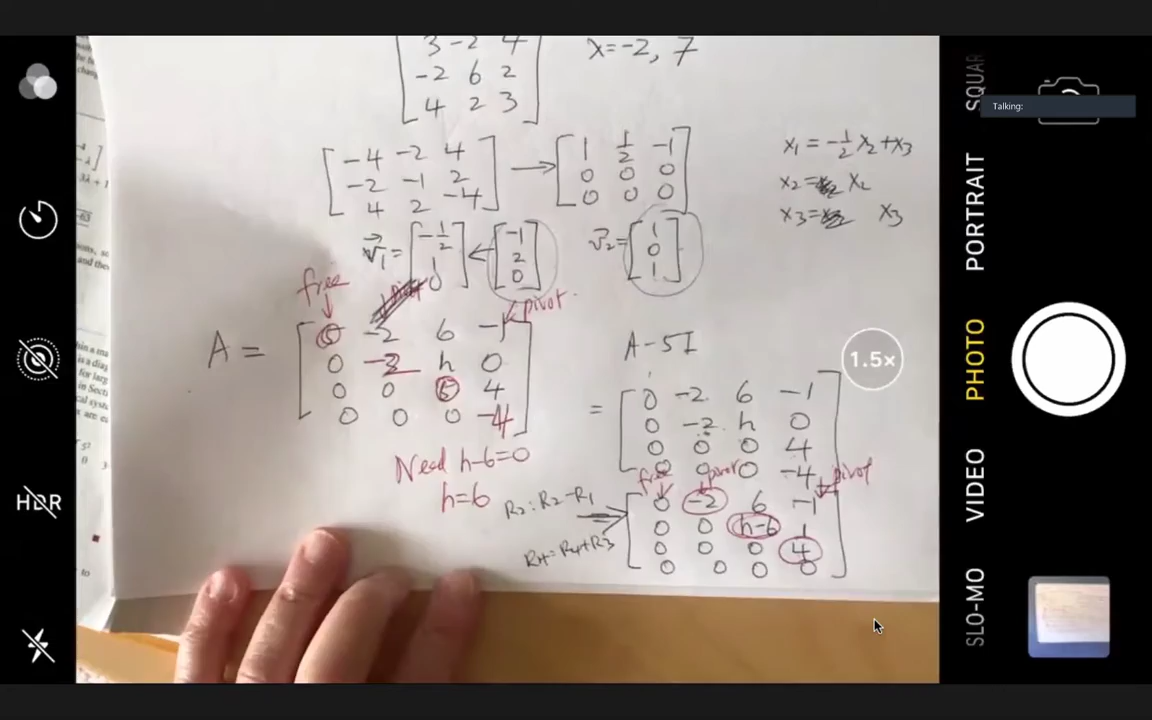 3 -2 4
-2 6 2
4 2 3
λ = -2, 7
-4 -2 4
-2 -1 2
4 2 -4
→
1 1/2 -1
0 0 0
0 0 0
x1 = -1/2 x2 + x3
x2 = x2
x3 = x3
v1 = -1/2 1 0 ← -1 2 0
v2 = 1 0 1
free
pivot
pivot
A =
5 -2 6 -1
0 h 0
0 0 5 4
0 0 0 -4
Need h-6=0
h=6
A-5I
=
0 -2 6 -1
0 -2 h 0
0 0 0 4
0 0 0 -4
free pivot pivot
R2: R2-R1
R4=R4+R3
0 -2 6 -1
0 0 h-6 1
0 0 0 4
0 0 0 0
Talking:
1.5x
HDR
SQUAR
PORTRAIT
PHOTO
VIDEO
SLO-MO